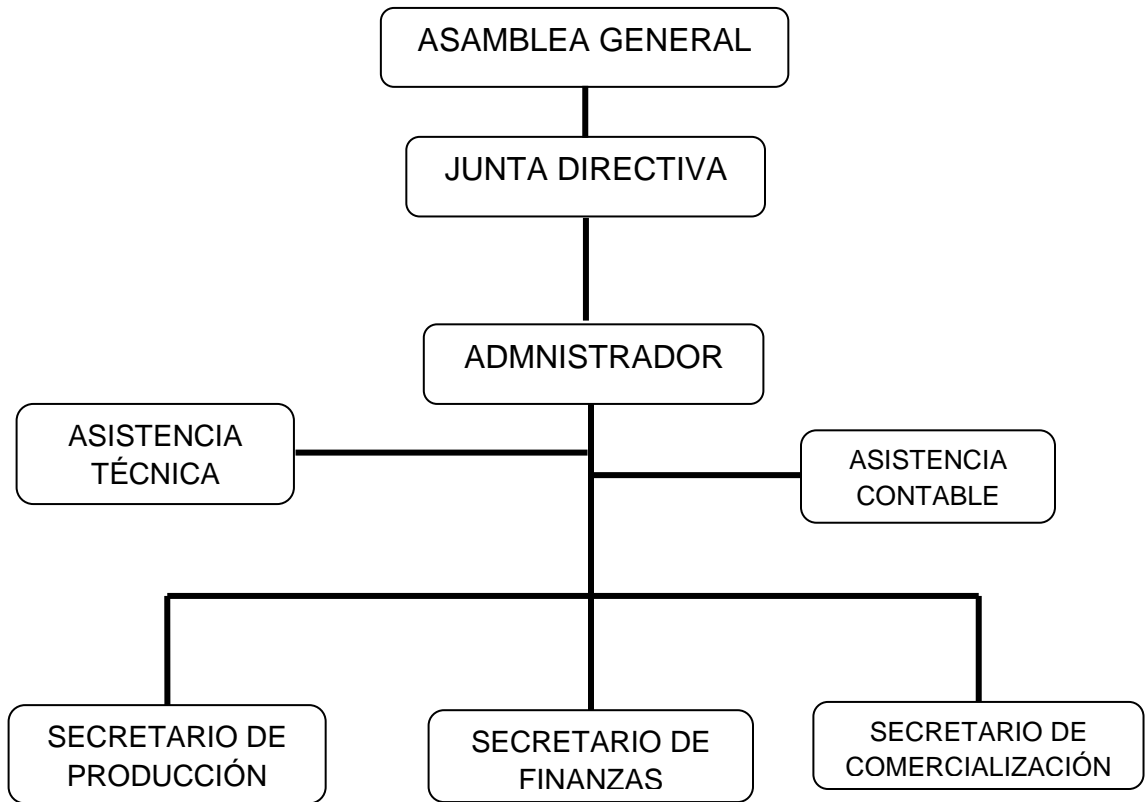 ASAMBLEA GENERAL
JUNTA DIRECTIVA
ADMNISTRADOR
ASISTENCIA
TÉCNICA
ASISTENCIA
CONTABLE
SECRETARIO DE
PRODUCCIÓN
SECRETARIO DE
FINANZAS
SECRETARIO DE
COMERCIALIZACIÓN